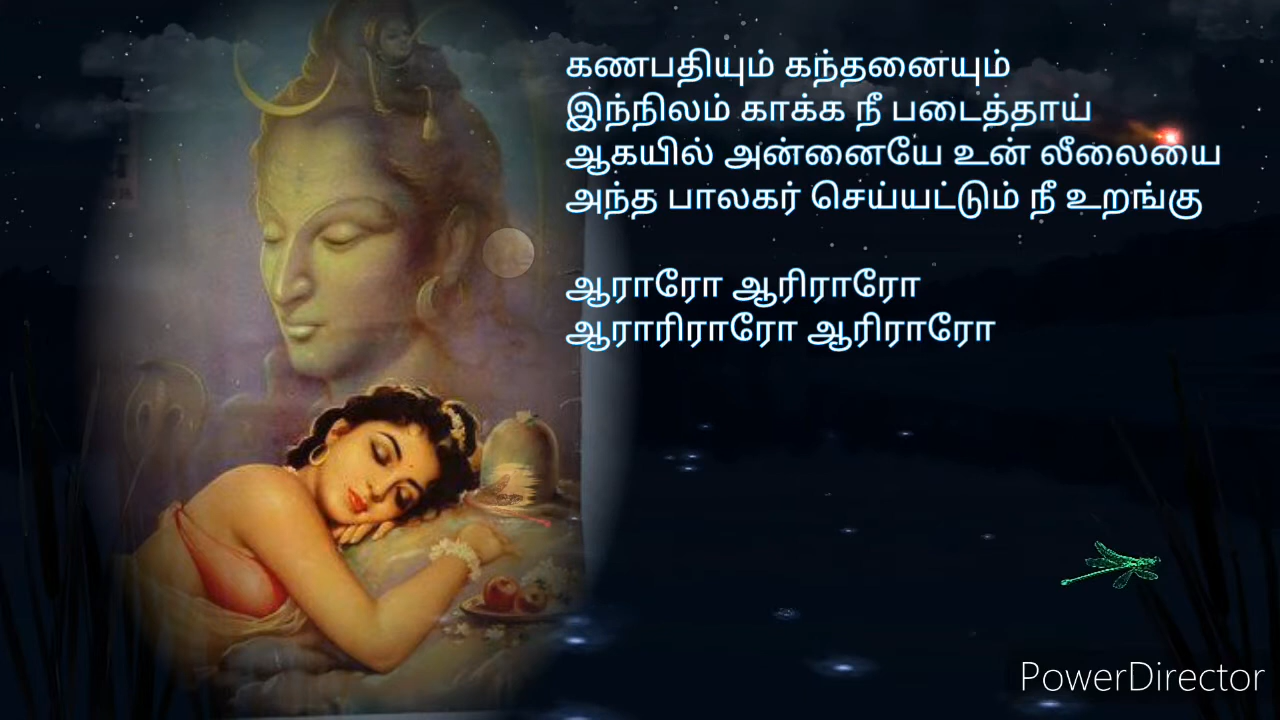 கணபதியும் கந்தனையும்
இந்நிலம் காக்க நீ படைத்தாய்
ஆகயில் அன்னையே உன் லீலையை
அந்த பாலகர் செய்யட்டும் நீ உறங்கு
ஆராரோ ஆரிராரோ
ஆராரிராரோ ஆரிராரோ
PowerDirector